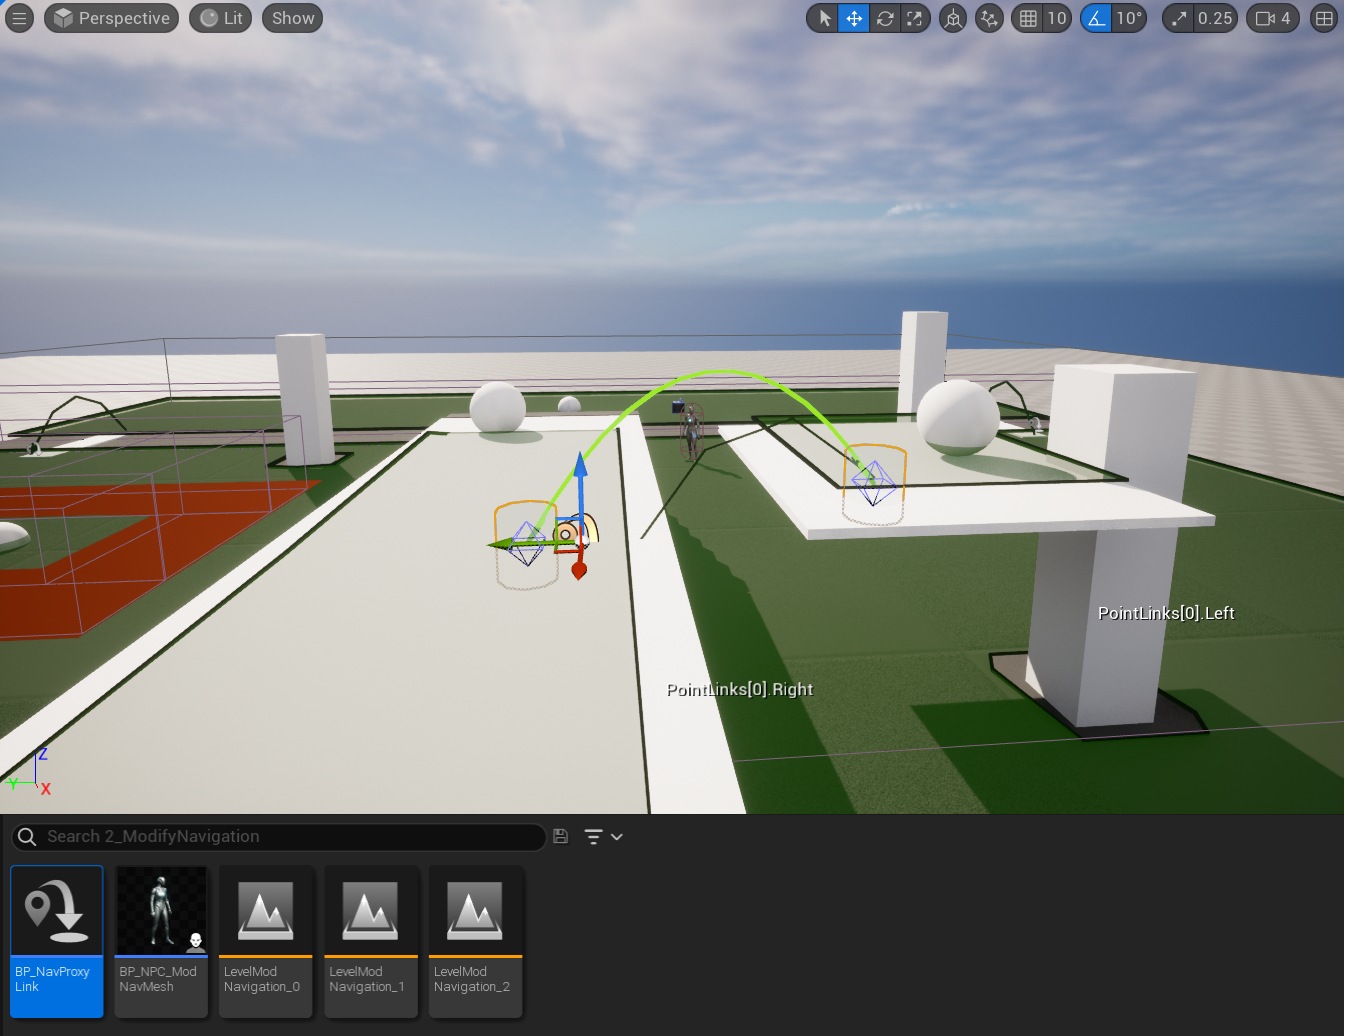 Perspective
Lit
Show
10
10°
0.25
4
PointLinks[0].Left
PointLinks[0].Right
Z
Y
X
Search 2_ModifyNavigation
BP_NavProxy
Link
BP_NPC_Mod
NavMesh
LevelMod
Navigation_0
LevelMod
Navigation_1
LevelMod
Navigation_2